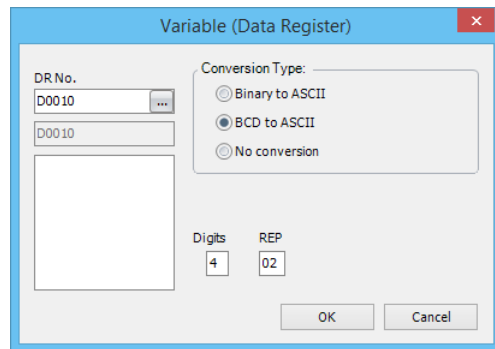 Variable (Data Register)
x
DR No.
D0010
...
D0010
Conversion Type:
Binary to ASCII
BCD to ASCII
No conversion
Digits REP
4 02
OK Cancel